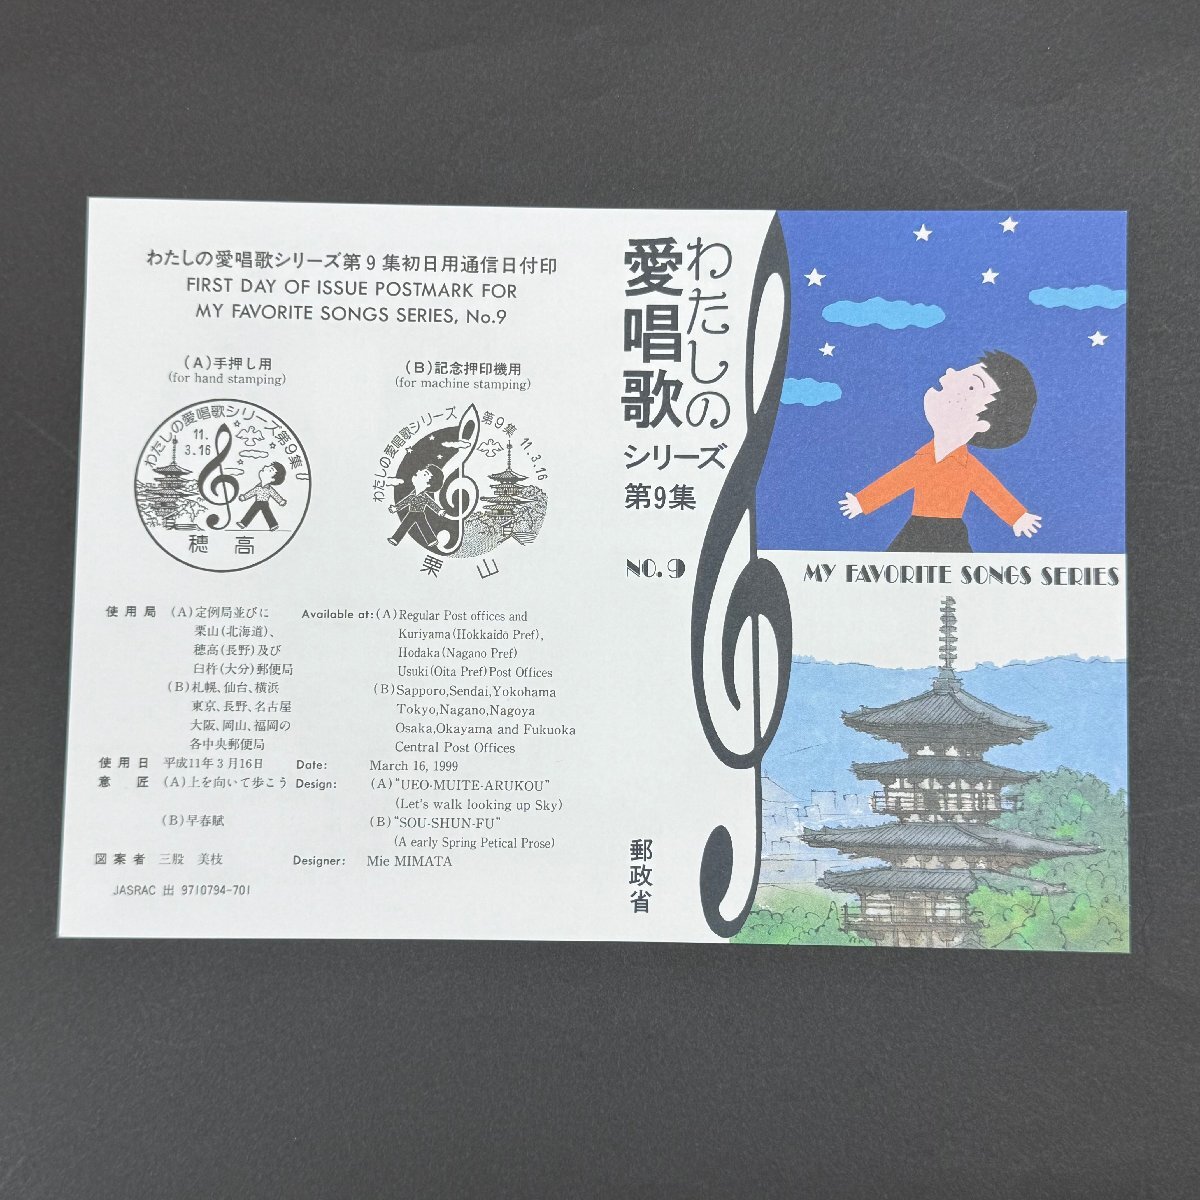 わたしの愛唱歌シリーズ第9集初日用通信日付印
FIRST DAY OF ISSUE POSTMARK FOR
MY FAVORITE SONGS SERIES, No.9
(A)手押し用
(for hand stamping)
(B)記念押印機用
(for machine stamping)
わたしの愛唱歌シリーズ第9集
11.
3.16
穂高
わたしの愛唱歌シリーズ 第9集 11.3.16
栗山
使用局 (A)定例局並びに
栗山(北海道)、
穂高(長野)及び
臼杵(大分)郵便局
(B)札幌、仙台、横浜
東京、長野、名古屋
大阪、岡山、福岡の
各中央郵便局
Available at:(A)Regular Post offices and
Kuriyama(Hokkaido Pref),
Hodaka(Nagano Pref)
Usuki(Oita Pref)Post Offices
(B)Sapporo,Sendai,Yokohama
Tokyo,Nagano,Nagoya
Osaka,Okayama and Fukuoka
Central Post Offices
使用日 平成11年3月16日 Date: March 16, 1999
意匠 (A)上を向いて歩こう Design: (A)“UEO-MUITE-ARUKOU”
(Let's walk looking up Sky)
(B)早春賦 (B)“SOU-SHUN-FU”
(A early Spring Petical Prose)
図案者 三股 美枝 Designer: Mie MIMATA
JASRAC 出 9710794-701
わたしの
愛唱歌
シリーズ
第9集
NO.9
郵政省
MY FAVORITE SONGS SERIES